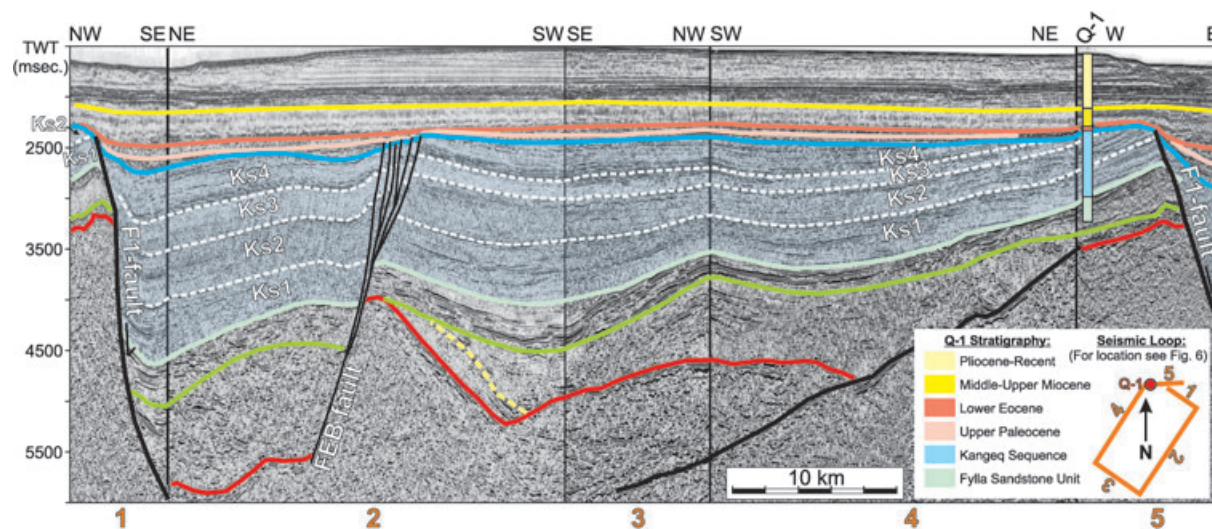 NW SE NE SW SE NW SW NE Q-1 W E
TWT
(msec.)
Ks2
2500
Ks1
Ks4
Ks3
Ks2
Ks1
Ks4
Ks3
Ks2
Ks1
3500
F1-fault
F1-fault
4500
FEB-fault
5500
10 km
Q-1 Stratigraphy:
Pliocene-Recent
Middle-Upper Miocene
Lower Eocene
Upper Paleocene
Kangeq Sequence
Fylla Sandstone Unit
Seismic Loop:
(For location see Fig. 6)
Q-1 5
1
4
N
2
3
1 2 3 4 5